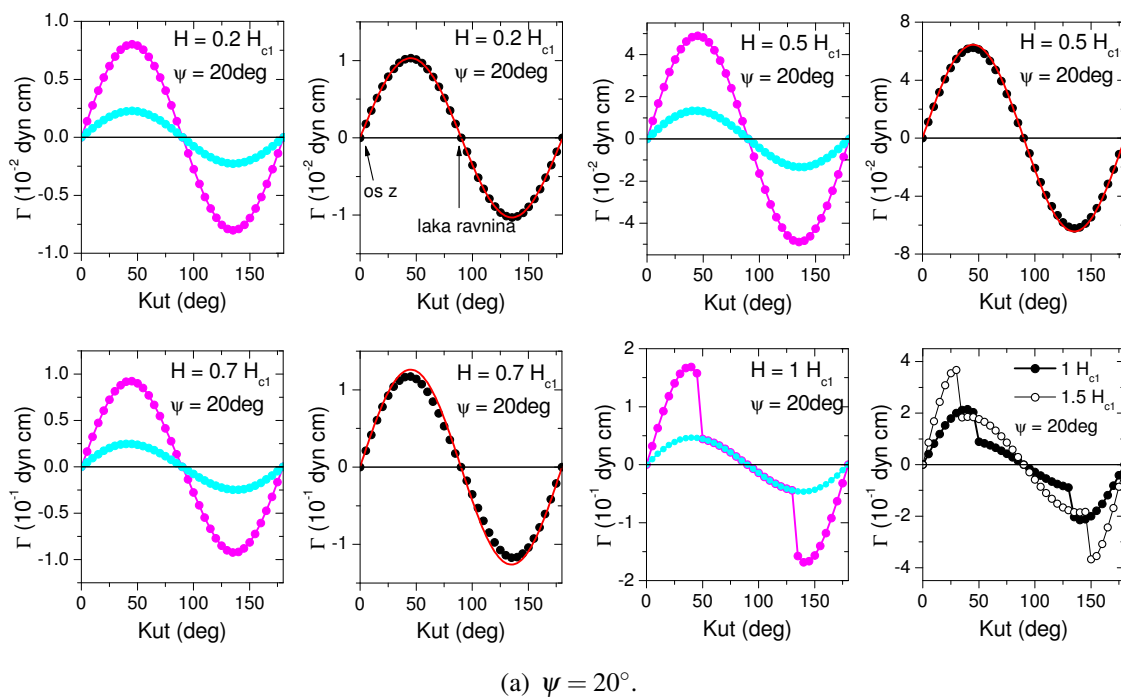 H = 0.2 H_c1
ψ = 20deg
Γ (10^-2 dyn cm)
1.0
0.5
0.0
-0.5
-1.0
0 50 100 150
Kut (deg)
H = 0.2 H_c1
ψ = 20deg
Γ (10^-2 dyn cm)
1
0
-1
os z
laka ravnina
0 50 100 150
Kut (deg)
H = 0.5 H_c1
ψ = 20deg
Γ (10^-2 dyn cm)
4
2
0
-2
-4
0 50 100 150
Kut (deg)
H = 0.5 H_c1
ψ = 20deg
Γ (10^-2 dyn cm)
8
4
0
-4
-8
0 50 100 150
Kut (deg)
H = 0.7 H_c1
ψ = 20deg
Γ (10^-1 dyn cm)
1.0
0.5
0.0
-0.5
-1.0
0 50 100 150
Kut (deg)
H = 0.7 H_c1
ψ = 20deg
Γ (10^-1 dyn cm)
1
0
-1
0 50 100 150
Kut (deg)
H = 1 H_c1
ψ = 20deg
Γ (10^-1 dyn cm)
2
1
0
-1
-2
0 50 100 150
Kut (deg)
1 H_c1
1.5 H_c1
ψ = 20deg
Γ (10^-1 dyn cm)
4
2
0
-2
-4
0 50 100 150
Kut (deg)
(a) ψ = 20°.